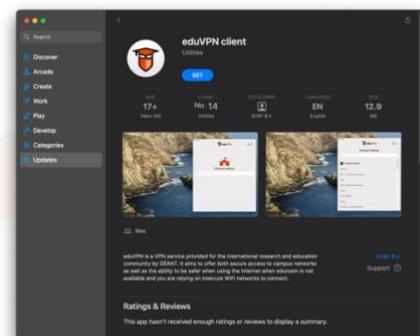 Search
Discover
Arcade
Create
Work
Play
Develop
Categories
Updates
eduVPN client
Utilities
GET
AGE
17+
Years Old
CHART
No. 14
Utilities
DEVELOPER
SURF B.V.
LANGUAGE
EN
English
SIZE
12.9
MB
Mac
eduVPN is a VPN service provided for the international research and education
community by GÉANT. It aims to offer both secure access to campus networks
as well as the ability to be safer when using the internet when eduroam is not
available and you are relying on insecure WiFi networks to connect.
SURF B.V.
Support
Ratings & Reviews
This app hasn't received enough ratings or reviews to display a summary.